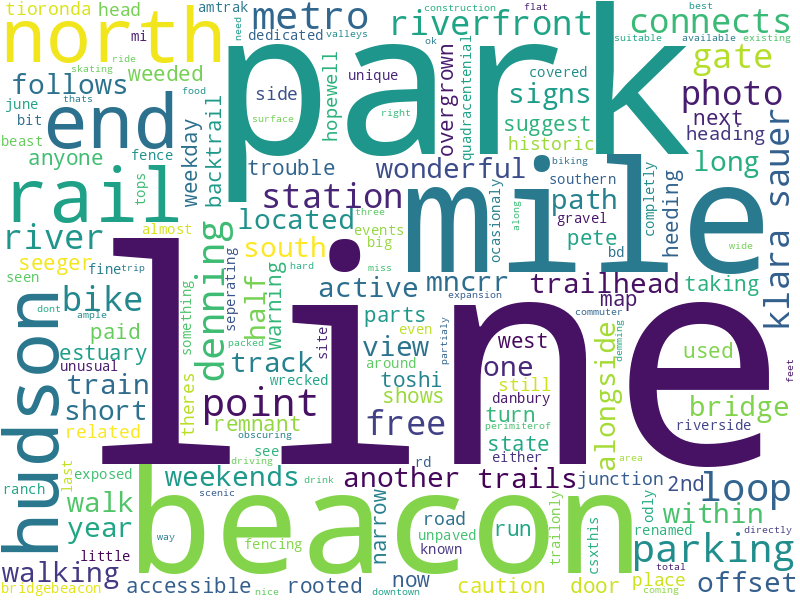 tioronda head
amtrak
construction flat best
north
mi
skating
ride
thats
follows
weeded
june signs
bit
beast
anyone
fence
end
metro
dedicated
need
valleys
riverfront
ok
suitable available existing
connects
gate
unique
covered
side
surface
food
right
hopewell
overgrown
quadracentenial
signs
suggest
historic
photo
next
heading
park
weekday
backtrail
tops
trouble
wonderful
biking
southern
path
gravel
long
rail
station
located
events
three
big
almost
south
mile
ocasionaly
bd
pete
along
completly
heeding
wide
taking
klara sauer
river
seeger
seen
fine trip
dont
ample
bike
paid
estuary
unusual
train
short
related
something
theres
denning
seperating
half
warning
hard
miss
active
mncrr
expansion
parts
even
view
around
toshi
shows
partialy
trailhead
map
commuter
west
one
still
danbury
turn
state
either
perimiterof
alongside
demming
used
bridge
riverside
feet
hudson
packed
site
track
wrecked
point
remnant
obscuring
free
see
driving
rd
line
last
exposed
ranch
walk
year
little
walking
bridgebeacon
weekends
another trails
junction
scenic
drink
area
2nd
within
loop
odly
renamed
directly
parking
beacon
way
fencing
narrow
road
unpaved
known
run
trailonly
csxthis
total
accessible
nice
downtown
rooted
now
caution
door
place
coming
offset